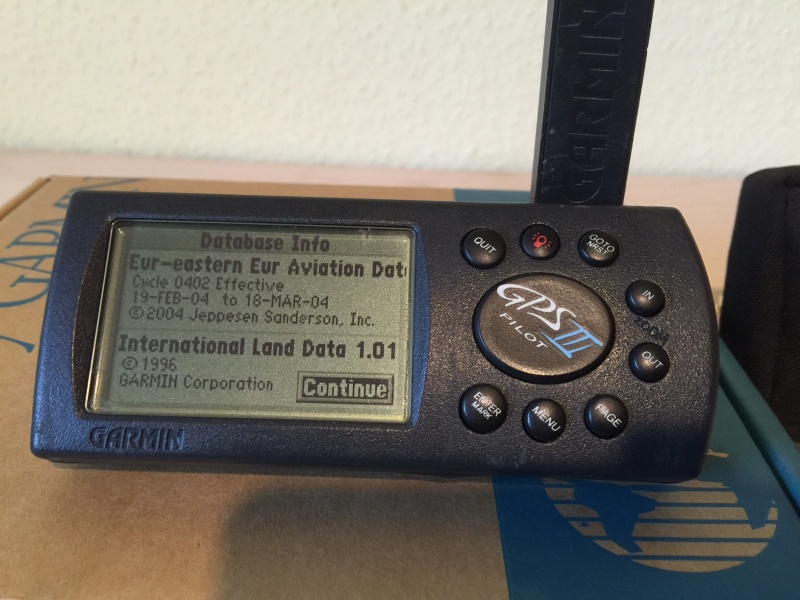 GARMIN
GARMIN
Database Info
Eur-eastern Eur Aviation Dat
Cycle 0402 Effective
19-FEB-04 to 18-MAR-04
©2004 Jeppesen Sanderson, Inc.
International Land Data 1.01
©1996
GARMIN Corporation
Continue
GARMIN
QUIT
GOTO
NRST
IN
ZOOM
OUT
GPS III
PILOT
ENTER
MARK
MENU
PAGE